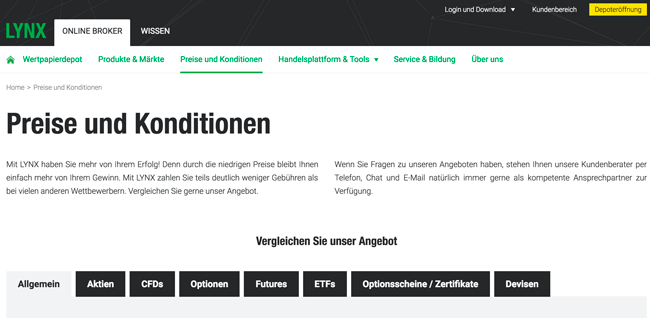 Login und Download ▼ Kundenbereich Depoteröffnung
LYNX ONLINE BROKER WISSEN
Wertpapierdepot Produkte & Märkte Preise und Konditionen Handelsplattform & Tools ▼ Service & Bildung Über uns
Home > Preise und Konditionen
Preise und Konditionen
Mit LYNX haben Sie mehr von Ihrem Erfolg! Denn durch die niedrigen Preise bleibt Ihnen
einfach mehr von Ihrem Gewinn. Mit LYNX zahlen Sie teils deutlich weniger Gebühren als
bei vielen anderen Wettbewerbern. Vergleichen Sie gerne unser Angebot.
Wenn Sie Fragen zu unseren Angeboten haben, stehen Ihnen unsere Kundenberater per
Telefon, Chat und E-Mail natürlich immer gerne als kompetente Ansprechpartner zur
Verfügung.
Vergleichen Sie unser Angebot
Allgemein Aktien CFDs Optionen Futures ETFs Optionsscheine / Zertifikate Devisen